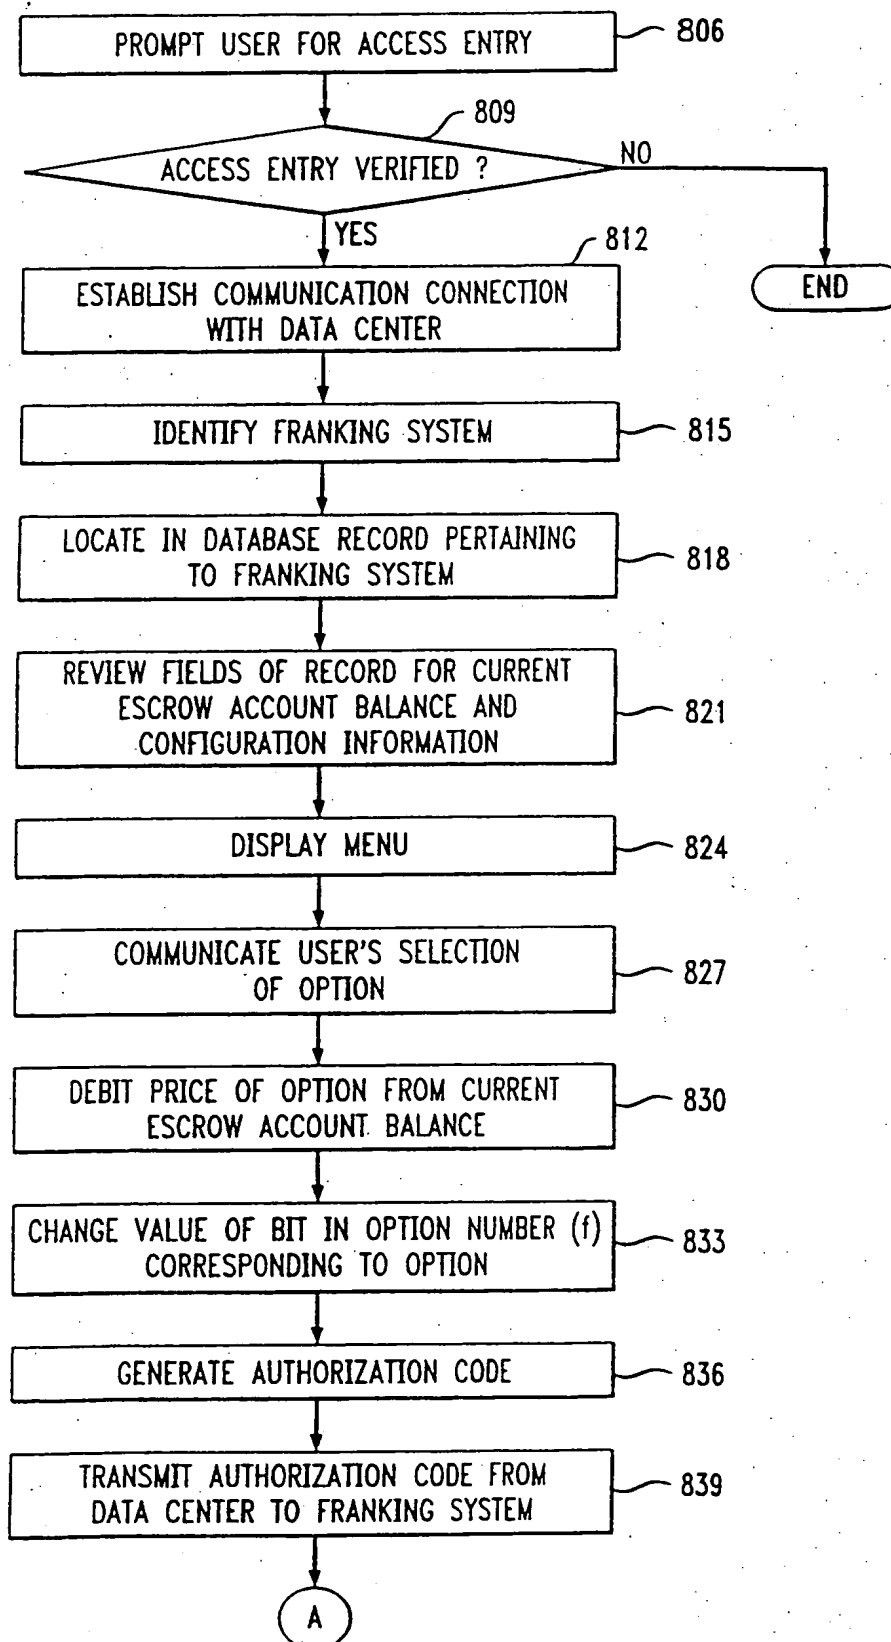 PROMPT USER FOR ACCESS ENTRY
806
809
ACCESS ENTRY VERIFIED ?
NO
YES
812
END
ESTABLISH COMMUNICATION CONNECTION
WITH DATA CENTER
IDENTIFY FRANKING SYSTEM
815
LOCATE IN DATABASE RECORD PERTAINING
TO FRANKING SYSTEM
818
REVIEW FIELDS OF RECORD FOR CURRENT
ESCROW ACCOUNT BALANCE AND
CONFIGURATION INFORMATION
821
DISPLAY MENU
824
COMMUNICATE USER'S SELECTION
OF OPTION
827
DEBIT PRICE OF OPTION FROM CURRENT
ESCROW ACCOUNT BALANCE
830
CHANGE VALUE OF BIT IN OPTION NUMBER (f)
CORRESPONDING TO OPTION
833
GENERATE AUTHORIZATION CODE
836
TRANSMIT AUTHORIZATION CODE FROM
DATA CENTER TO FRANKING SYSTEM
839
A